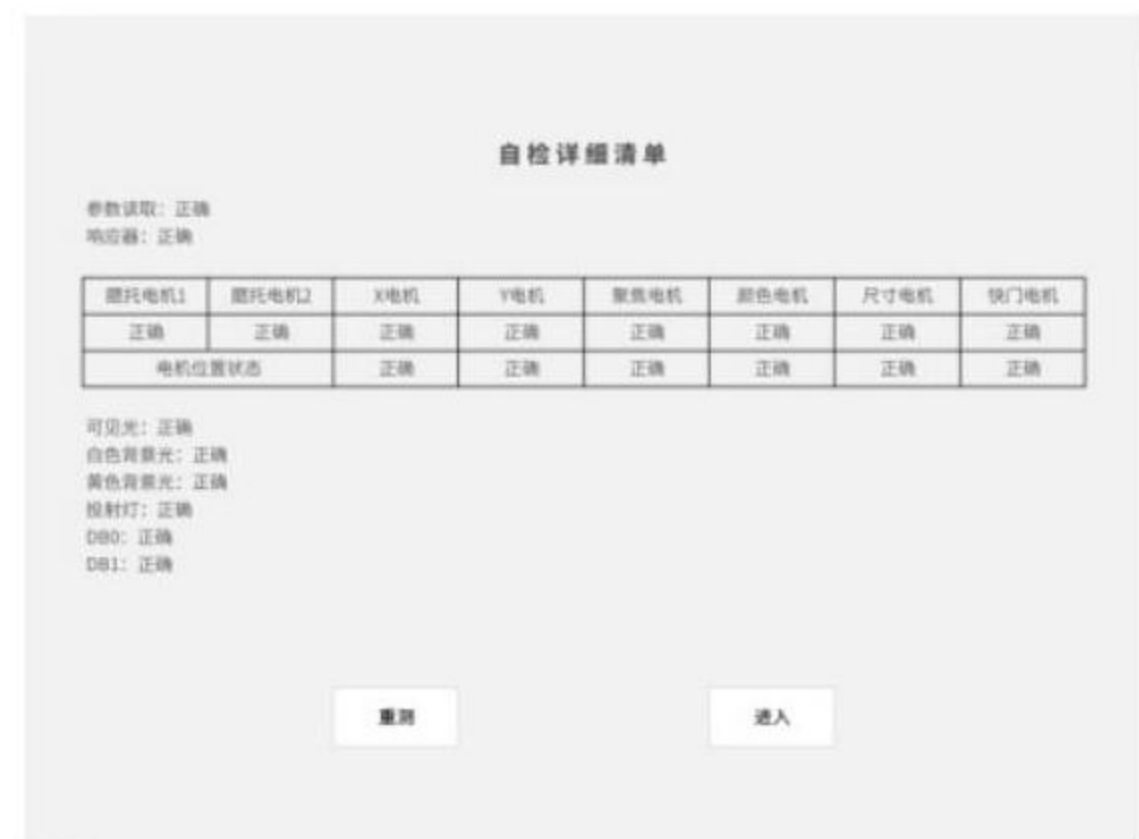 自检详细清单
参数读取：正确
响应器：正确
腮托电机1 腮托电机2 X电机 Y电机 聚焦电机 颜色电机 尺寸电机 快门电机
正确 正确 正确 正确 正确 正确 正确 正确
电机位置状态 正确 正确 正确 正确 正确 正确
可见光：正确
白色背景光：正确
黄色背景光：正确
投射灯：正确
DB0：正确
DB1：正确
重测 进入